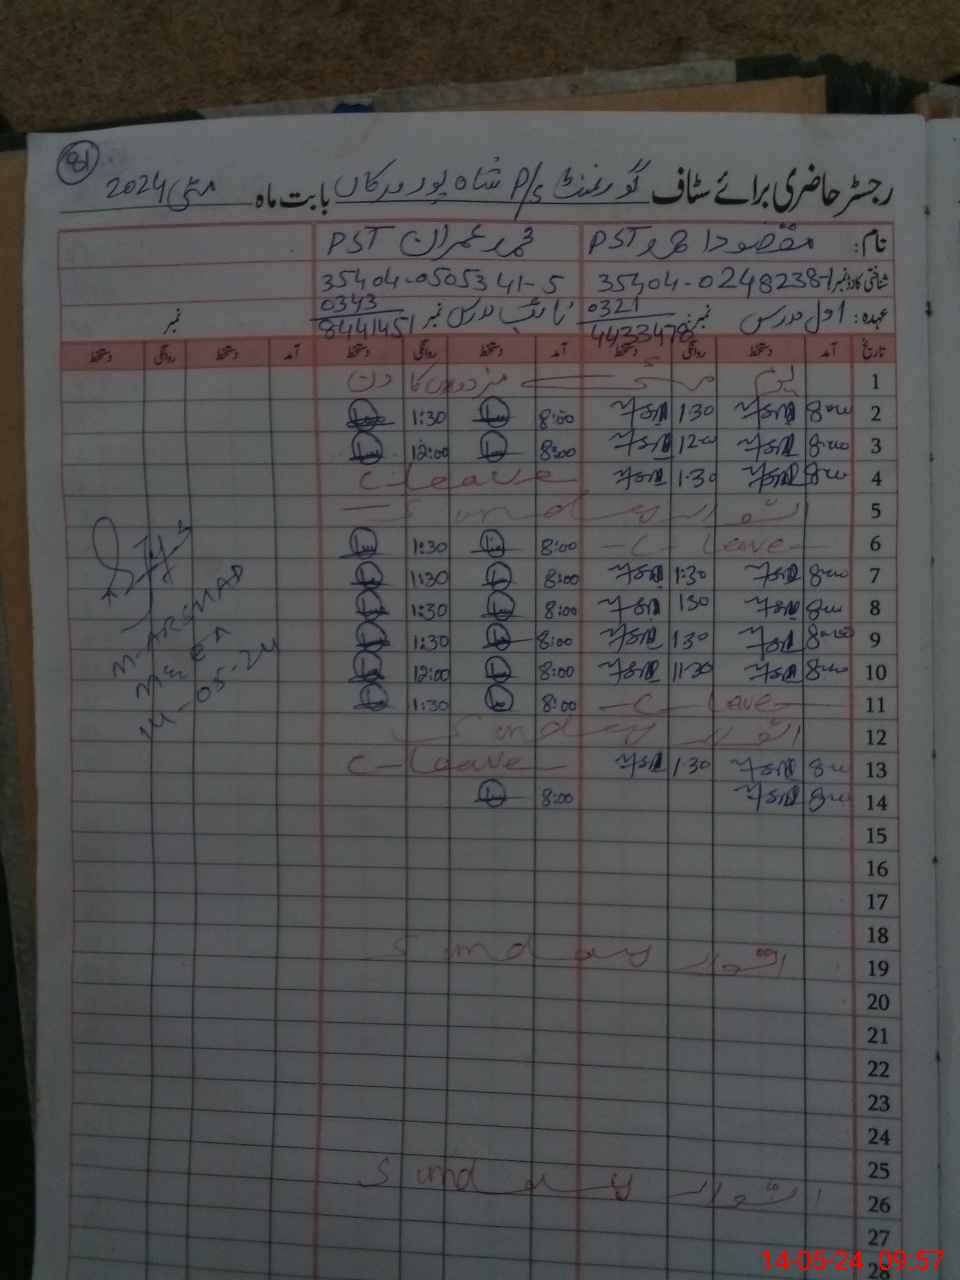 81
رجسٹر حاضری برائے سٹاف گورنمنٹ P/S شاہ پور ورکاں بابت ماہ مئی 2024
نام: مقصود احمد PST محمد عمران PST
شناختی کارڈ نمبر 35404-0248238-1 35404-0505341-5
عہدہ: اول مدرس نمبر 0321 4433478 نائب مدرس نمبر 0343 8441451 نمبر
تاریخ آمد دستخط روانگی دستخط آمد دستخط روانگی دستخط آمد دستخط روانگی دستخط
1 یوم مئی مزدوروں کا دن
2 8:00 1:30 8:00 1:30
3 8:00 12:00 8:00 12:00
4 8:00 1:30 C-Leave
5 اتوار Sunday
6 C-Leave 8:00 1:30
7 8:00 1:30 8:00 1:30
8 8:00 1:30 8:00 1:30
9 8:00 1:30 8:00 1:30
10 8:00 11:30 8:00 12:00
11 C-Leave 8:00 1:30
12 اتوار Sunday
13 8:00 1:30 C-Leave
14 8:00 8:00
15
16
17
18
19 اتوار Sunday
20
21
22
23
24
25
26 اتوار Sunday
27
28
M-ARSHAD
MEA
14-05-24
14-05-24 09:57